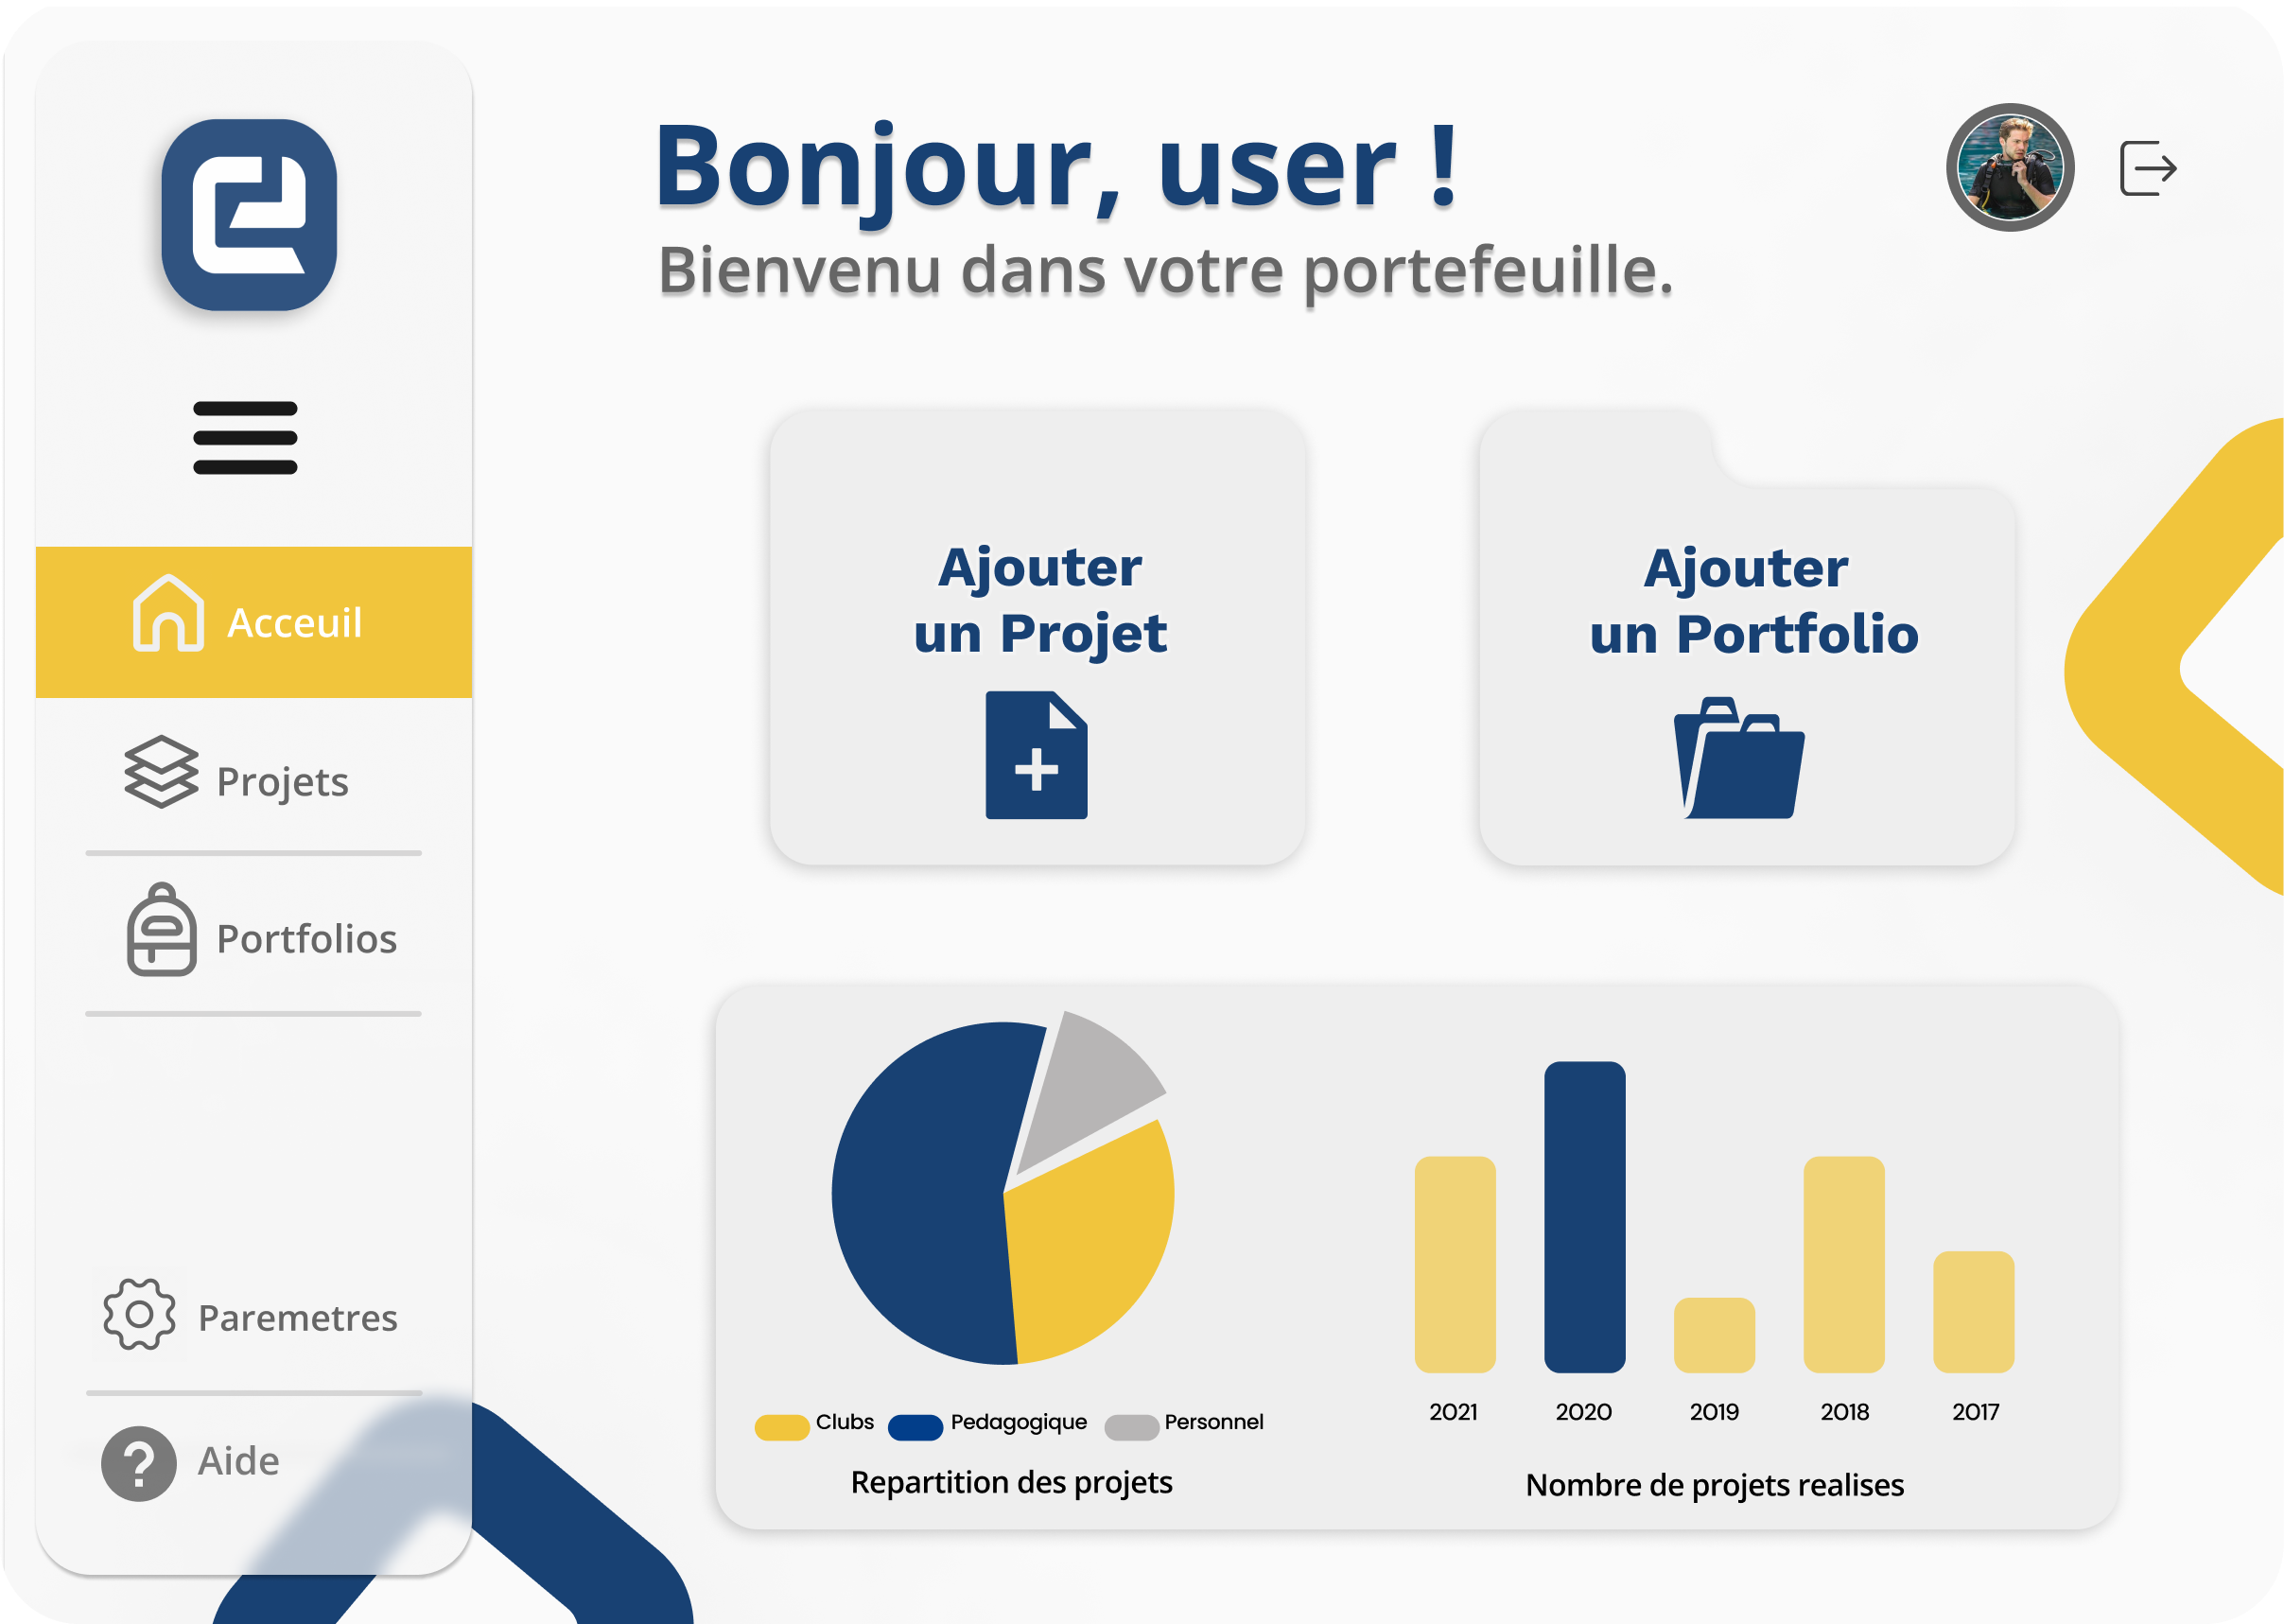 Bonjour, user !
Bienvenu dans votre portefeuille.
Acceuil
Projets
Portfolios
Paremetres
Aide
Ajouter
un Projet
Ajouter
un Portfolio
Clubs Pedagogique Personnel
Repartition des projets
2021 2020 2019 2018 2017
Nombre de projets realises